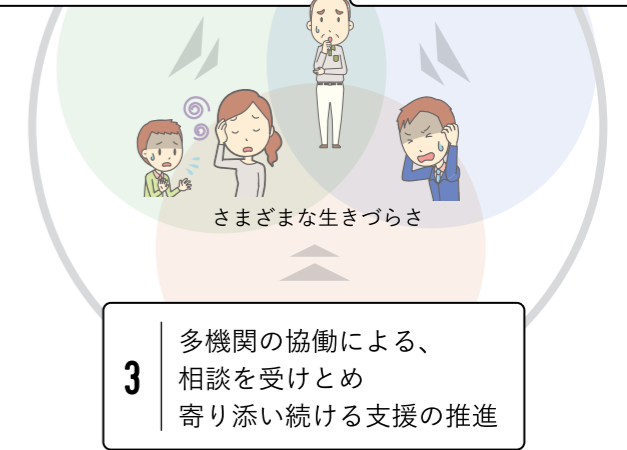 さまざまな生きづらさ
3
多機関の協働による、
相談を受けとめ
寄り添い続ける支援の推進